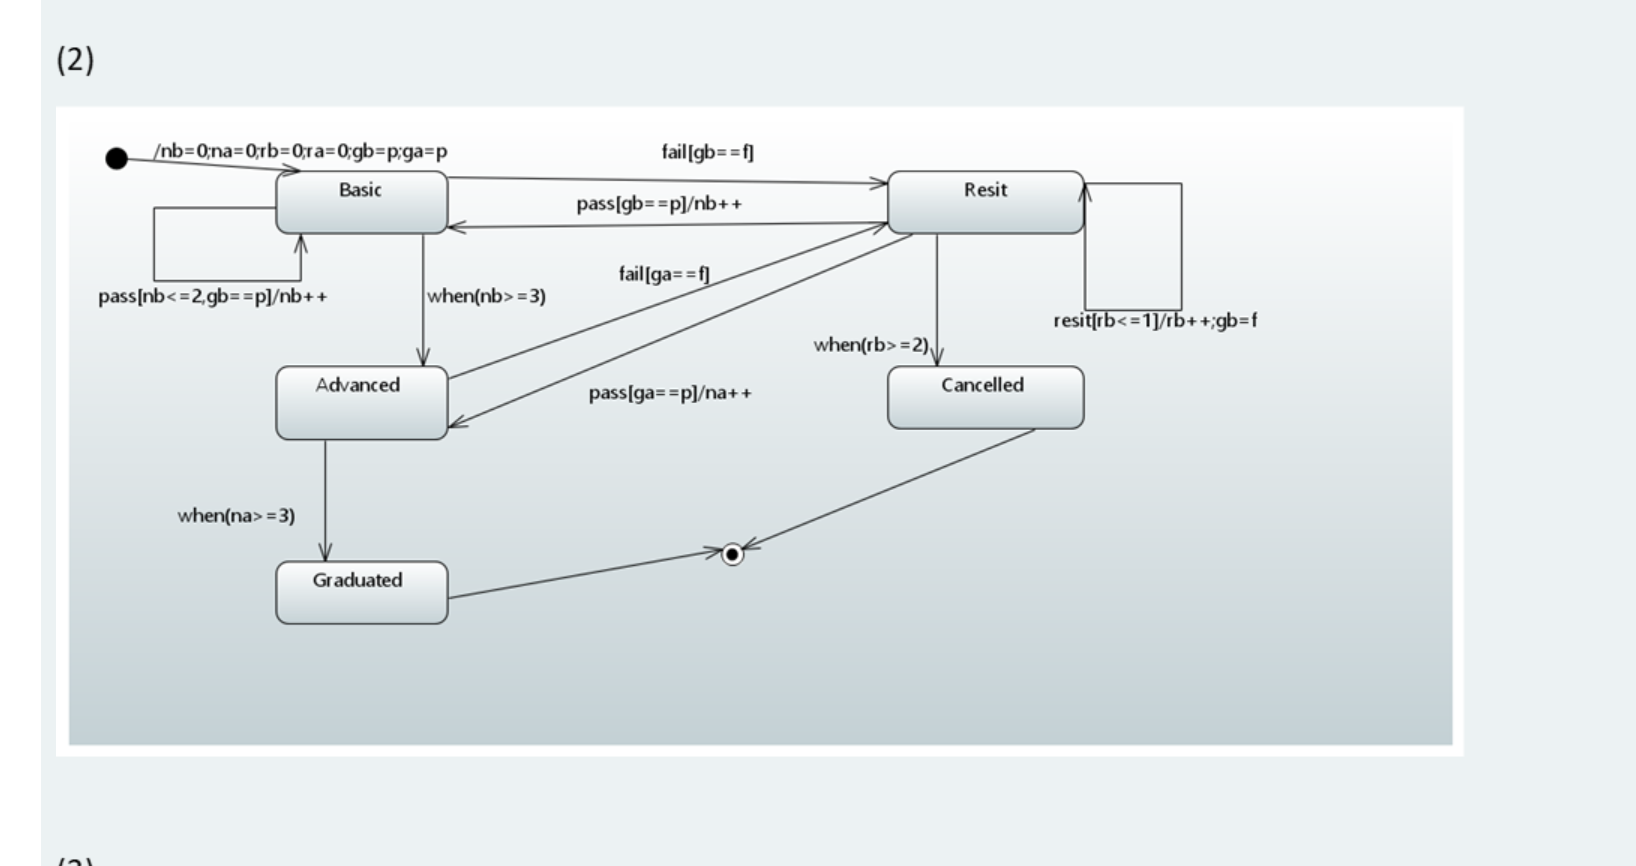 (2)
/nb=0;na=0;rb=0;ra=0;gb=p;ga=p
fail[gb==f]
Basic
Resit
pass[gb==p]/nb++
fail[ga==f]
pass[nb<=2,gb==p]/nb++
when(nb>=3)
resit[rb<=1]/rb++;gb=f
when(rb>=2)
Advanced
Cancelled
pass[ga==p]/na++
when(na>=3)
Graduated